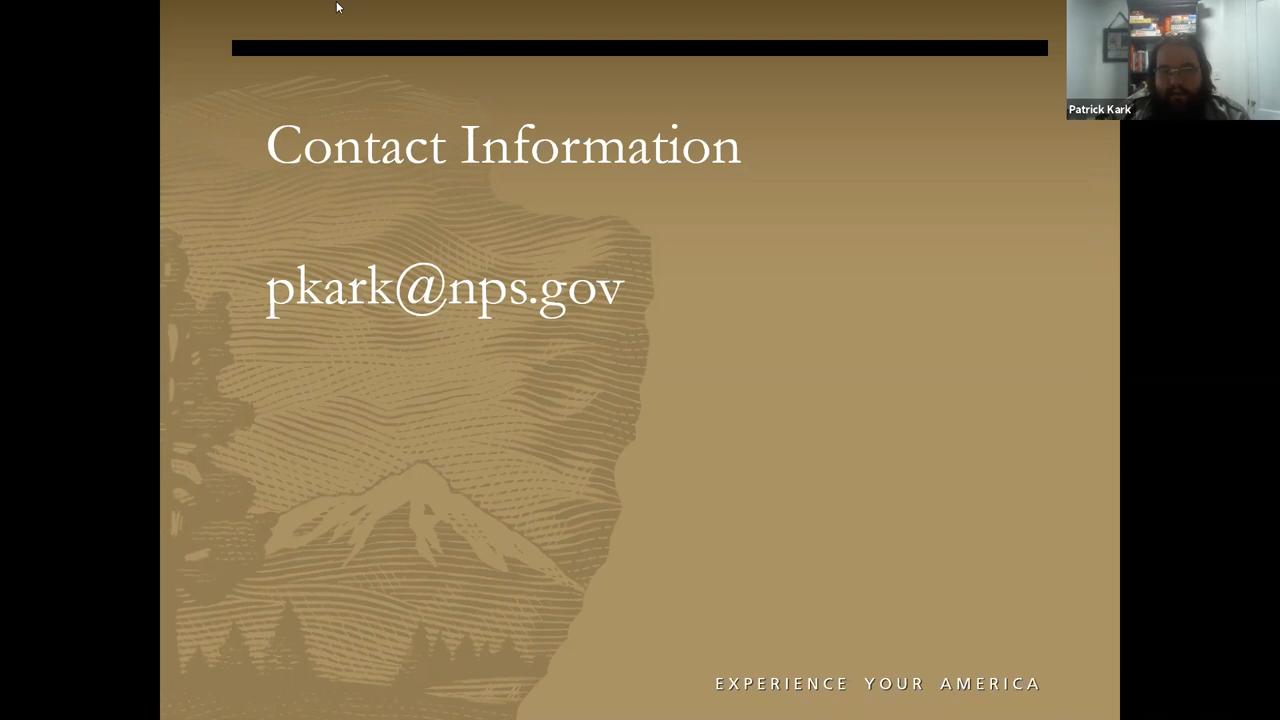 Patrick Kark
Contact Information
pkark@nps.gov
EXPERIENCE YOUR AMERICA